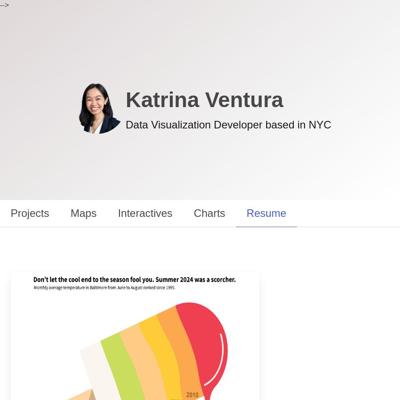 -->
Katrina Ventura
Data Visualization Developer based in NYC
Projects Maps Interactives Charts Resume
Don't let the cool end to the season fool you. Summer 2024 was a scorcher.
Monthly average temperature in Baltimore from June to August ranked since 1995.
2010